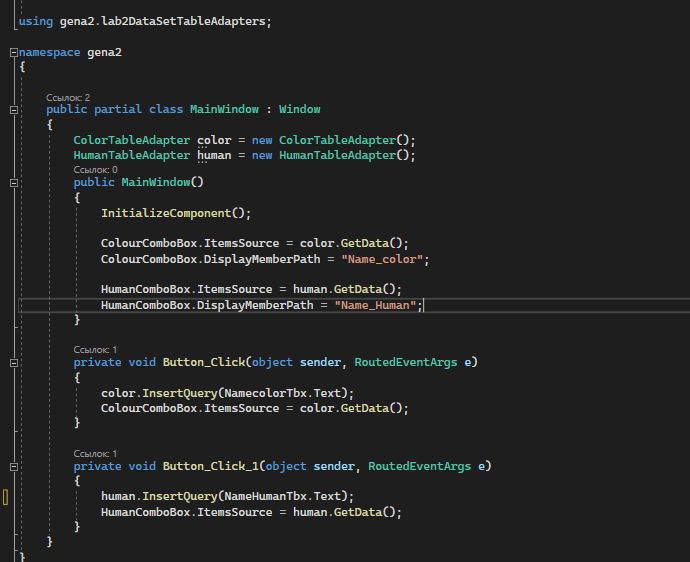 using gena2.lab2DataSetTableAdapters;
namespace gena2
{
Ссылок: 2
public partial class MainWindow : Window
{
ColorTableAdapter color = new ColorTableAdapter();
HumanTableAdapter human = new HumanTableAdapter();
Ссылок: 0
public MainWindow()
{
InitializeComponent();
ColourComboBox.ItemsSource = color.GetData();
ColourComboBox.DisplayMemberPath = "Name_color";
HumanComboBox.ItemsSource = human.GetData();
HumanComboBox.DisplayMemberPath = "Name_Human";
}
Ссылок: 1
private void Button_Click(object sender, RoutedEventArgs e)
{
color.InsertQuery(NamecolorTbx.Text);
ColourComboBox.ItemsSource = color.GetData();
}
Ссылок: 1
private void Button_Click_1(object sender, RoutedEventArgs e)
{
human.InsertQuery(NameHumanTbx.Text);
HumanComboBox.ItemsSource = human.GetData();
}
}
}